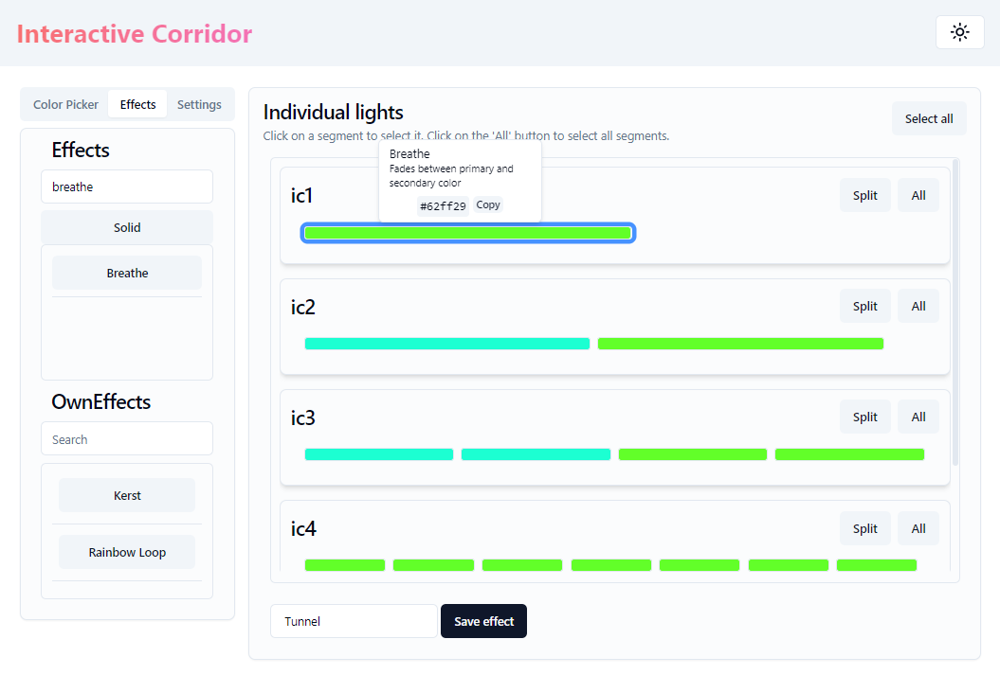 Interactive Corridor
Color Picker
Effects
Settings
Effects
breathe
Solid
Breathe
OwnEffects
Search
Kerst
Rainbow Loop
Individual lights
Click on a segment to select it. Click on the 'All' button to select all segments.
Select all
Breathe
Fades between primary and
secondary color
#62ff29
Copy
ic1
Split
All
ic2
Split
All
ic3
Split
All
ic4
Split
All
Tunnel
Save effect